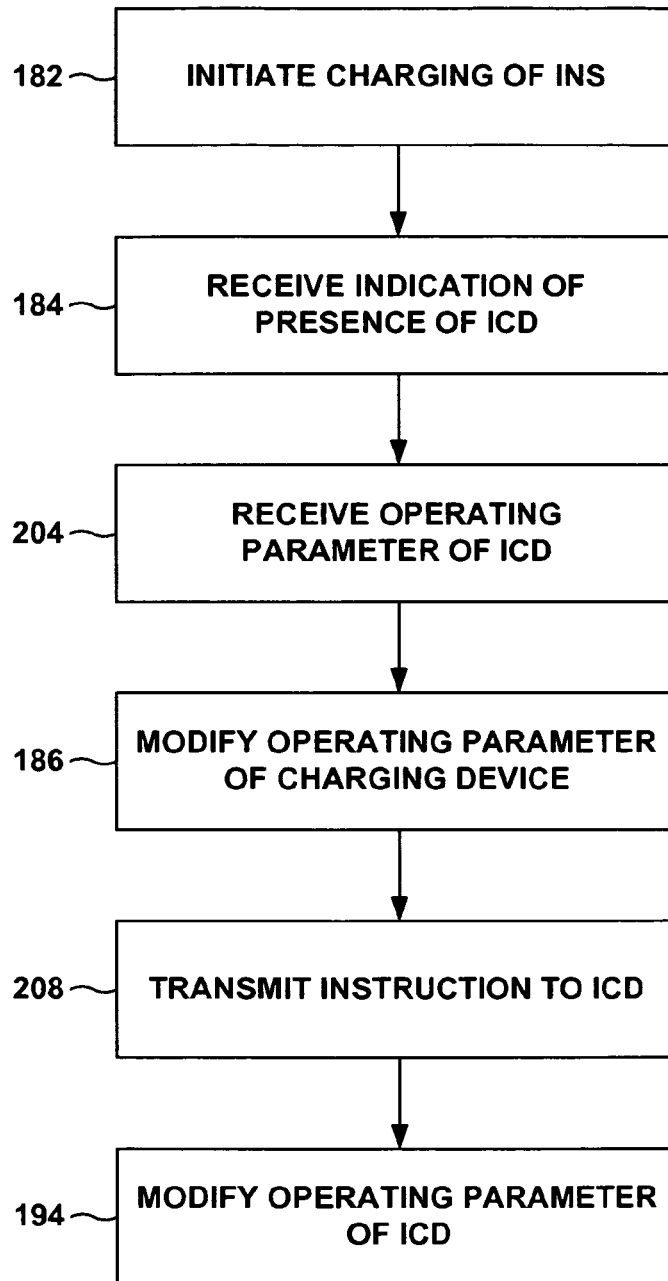 182
INITIATE CHARGING OF INS
184
RECEIVE INDICATION OF
PRESENCE OF ICD
204
RECEIVE OPERATING
PARAMETER OF ICD
186
MODIFY OPERATING PARAMETER
OF CHARGING DEVICE
208
TRANSMIT INSTRUCTION TO ICD
194
MODIFY OPERATING PARAMETER
OF ICD